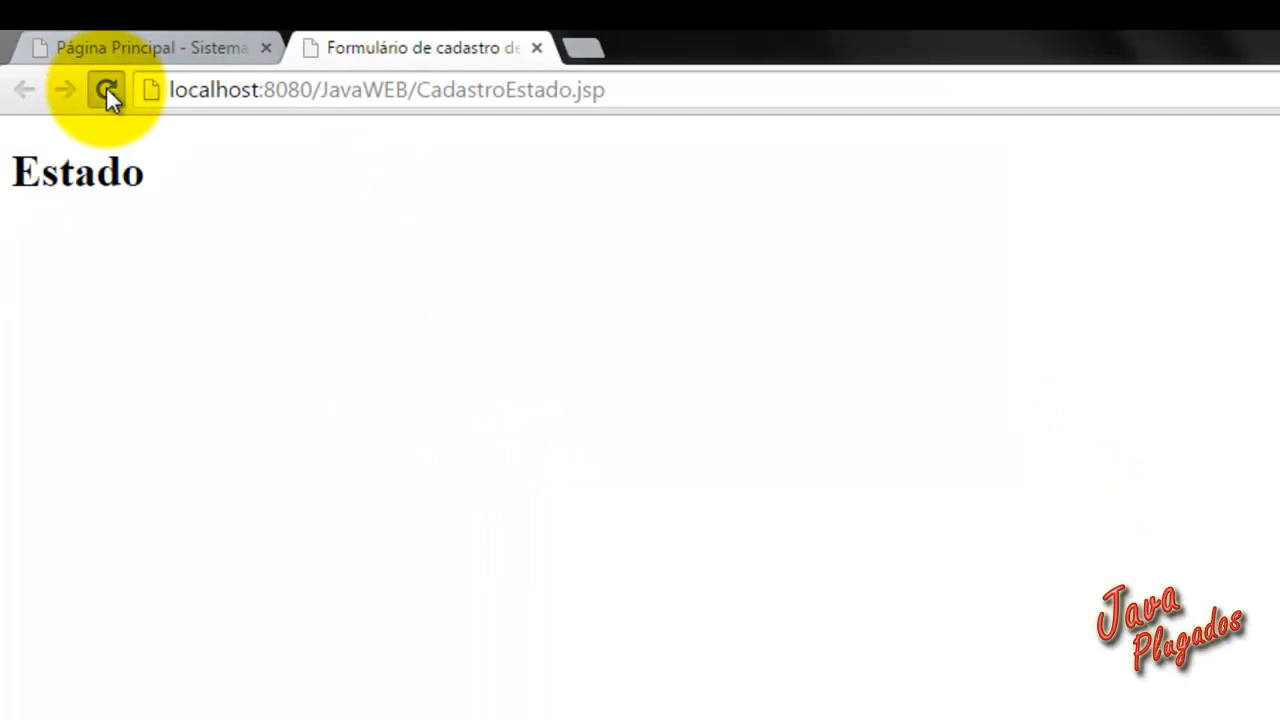 Página Principal - Sistema
Formulário de cadastro de
localhost:8080/JavaWEB/CadastroEstado.jsp
Estado
Java
Plugados